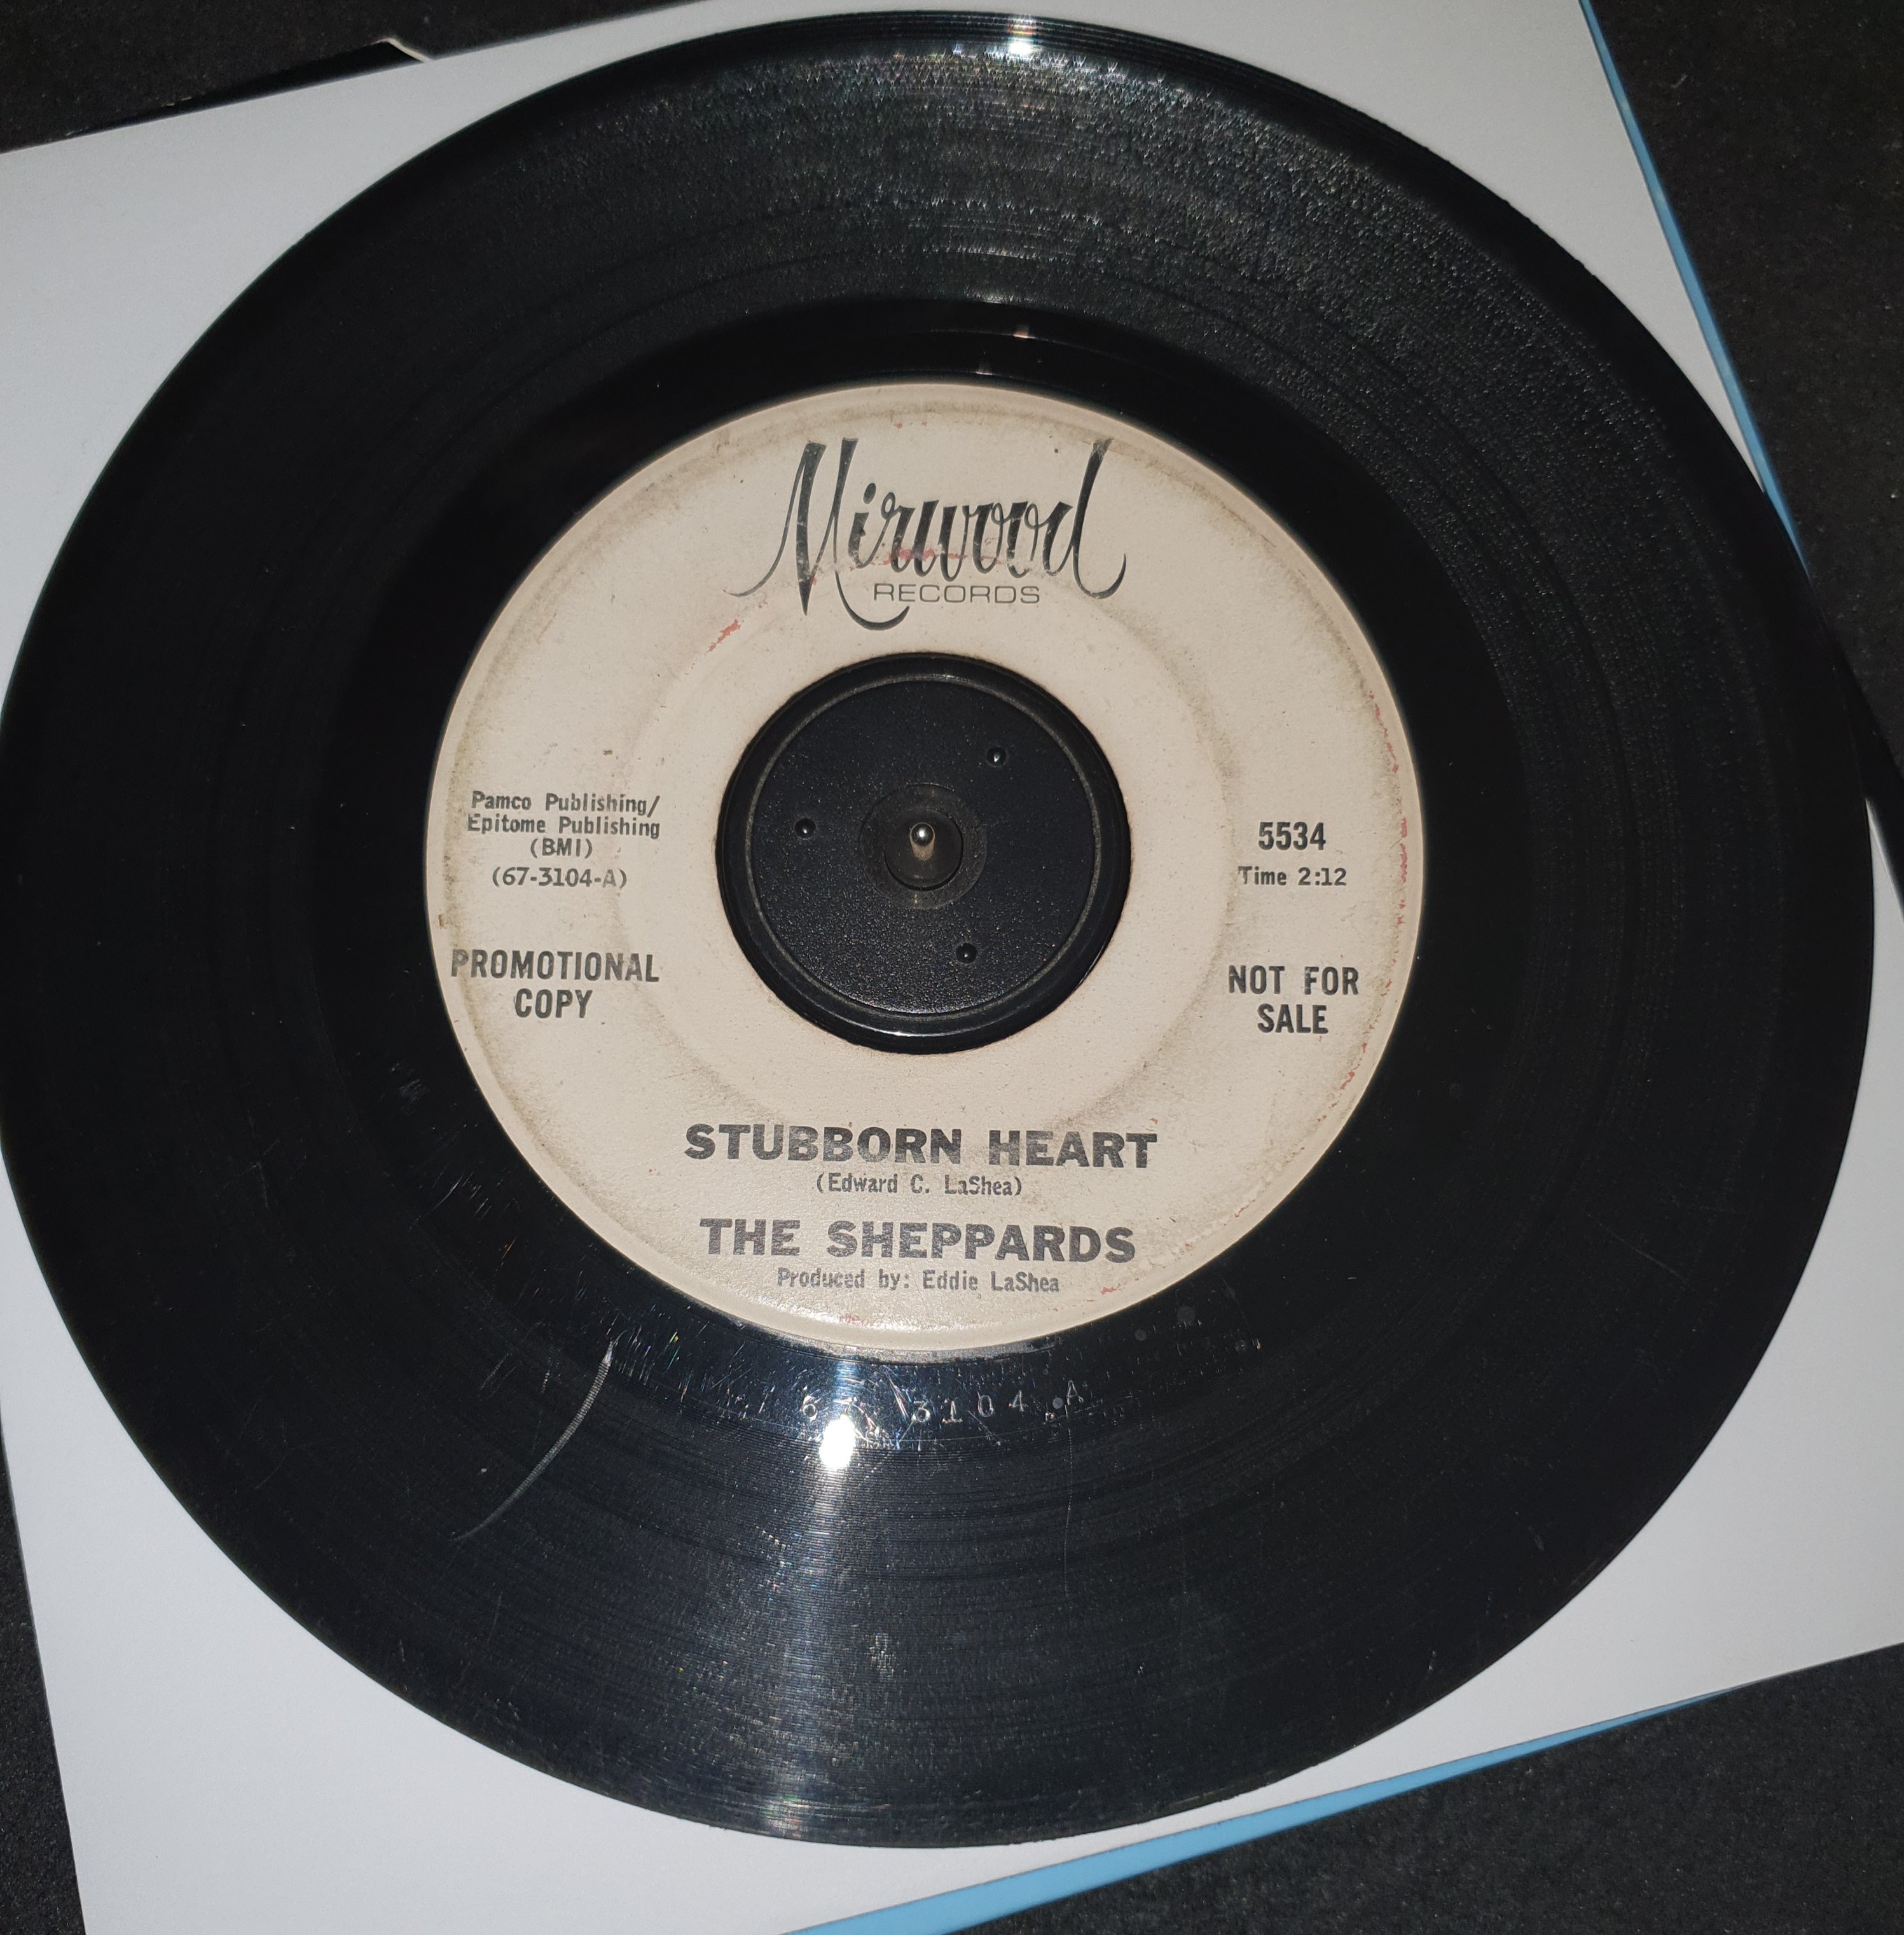 Mirwood
RECORDS
Pamco Publishing/
Epitome Publishing
(BMI)
(67-3104-A)
5534
Time 2:12
PROMOTIONAL
COPY
NOT FOR
SALE
STUBBORN HEART
(Edward C. LaShea)
THE SHEPPARDS
Produced by: Eddie LaShea
67 3104 A